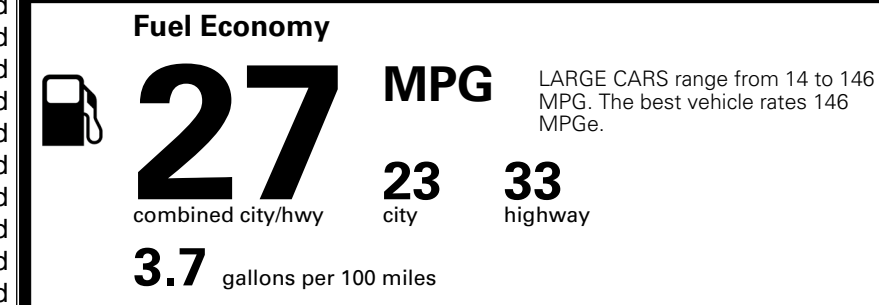 d
d
d
d
d
d
d
d
d
d
Fuel Economy
27
MPG
LARGE CARS range from 14 to 146
MPG. The best vehicle rates 146
MPGe.
combined city/hwy
23
city
33
highway
3.7 gallons per 100 miles